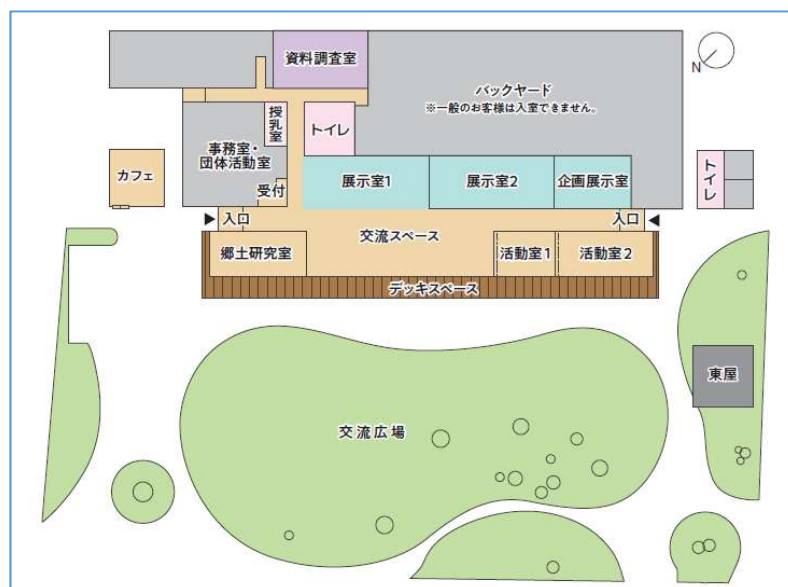 資料調査室
N
バックヤード
※一般のお客様は入室できません。
授乳室
トイレ
事務室・
団体活動室
カフェ
トイレ
展示室1
展示室2
企画展示室
受付
入口
入口
交流スペース
郷土研究室
活動室1
活動室2
デッキスペース
東屋
交流広場